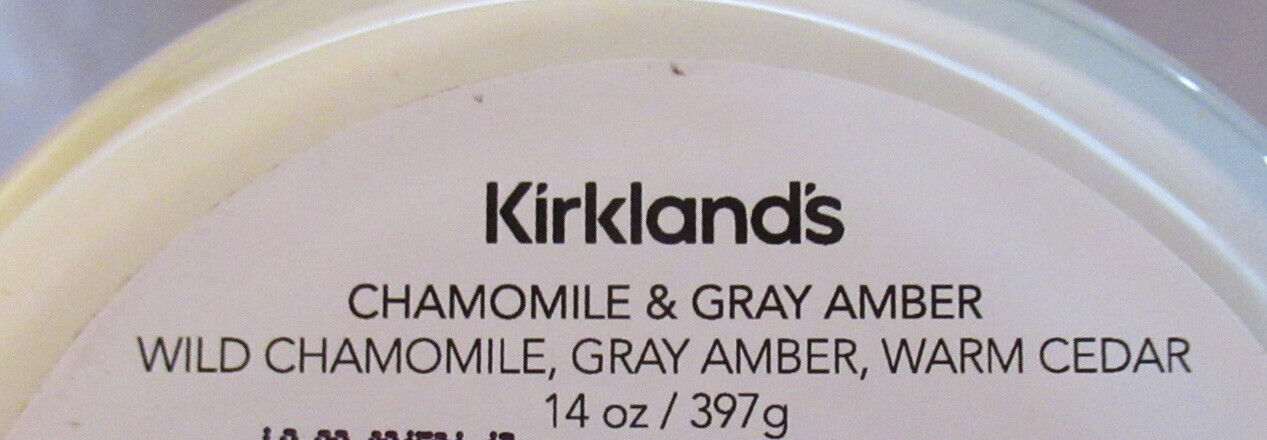 Kirkland's
CHAMOMILE & GRAY AMBER
WILD CHAMOMILE, GRAY AMBER, WARM CEDAR
14 oz / 397g